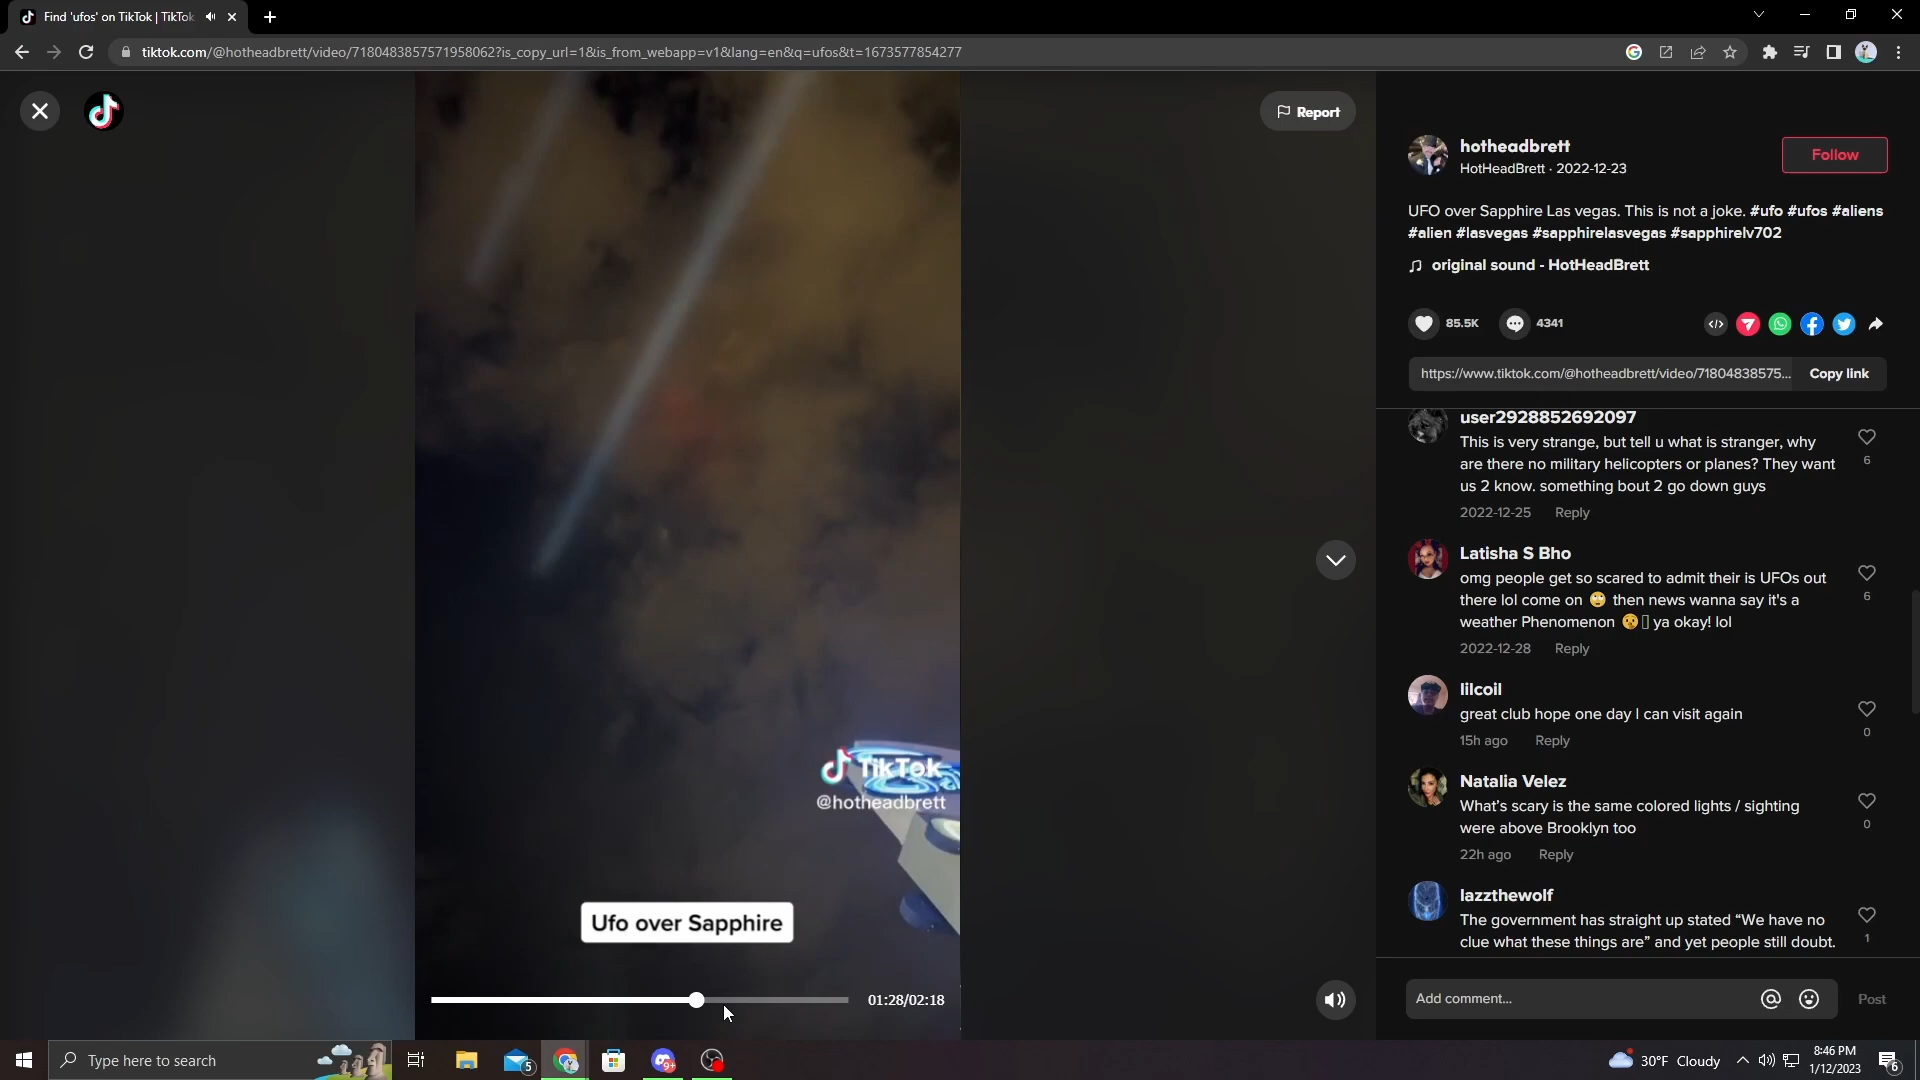 Find 'ufos' on TikTok | TikTok
tiktok.com/@hotheadbrett/video/7180483857571958062?is_copy_url=1&is_from_webapp=v1&lang=en&q=ufos&t=1673577854277
Report
hotheadbrett
HotHeadBrett · 2022-12-23
Follow
UFO over Sapphire Las vegas. This is not a joke. #ufo #ufos #aliens
#alien #lasvegas #sapphirelasvegas #sapphirelv702
original sound - HotHeadBrett
85.5K
4341
https://www.tiktok.com/@hotheadbrett/video/71804838575...
Copy link
user2928852692097
This is very strange, but tell u what is stranger, why
are there no military helicopters or planes? They want
us 2 know. something bout 2 go down guys
6
2022-12-25 Reply
Latisha S Bho
omg people get so scared to admit their is UFOs out
there lol come on 🙄 then news wanna say it's a
weather Phenomenon 🤫▯ ya okay! lol
6
2022-12-28 Reply
lilcoil
great club hope one day I can visit again
0
15h ago Reply
Natalia Velez
What's scary is the same colored lights / sighting
were above Brooklyn too
0
22h ago Reply
lazzthewolf
The government has straight up stated “We have no
clue what these things are” and yet people still doubt.
1
TikTok
@hotheadbrett
Ufo over Sapphire
01:28/02:18
Add comment...
Post
Type here to search
5
9+
30°F Cloudy
8:46 PM
1/12/2023
6